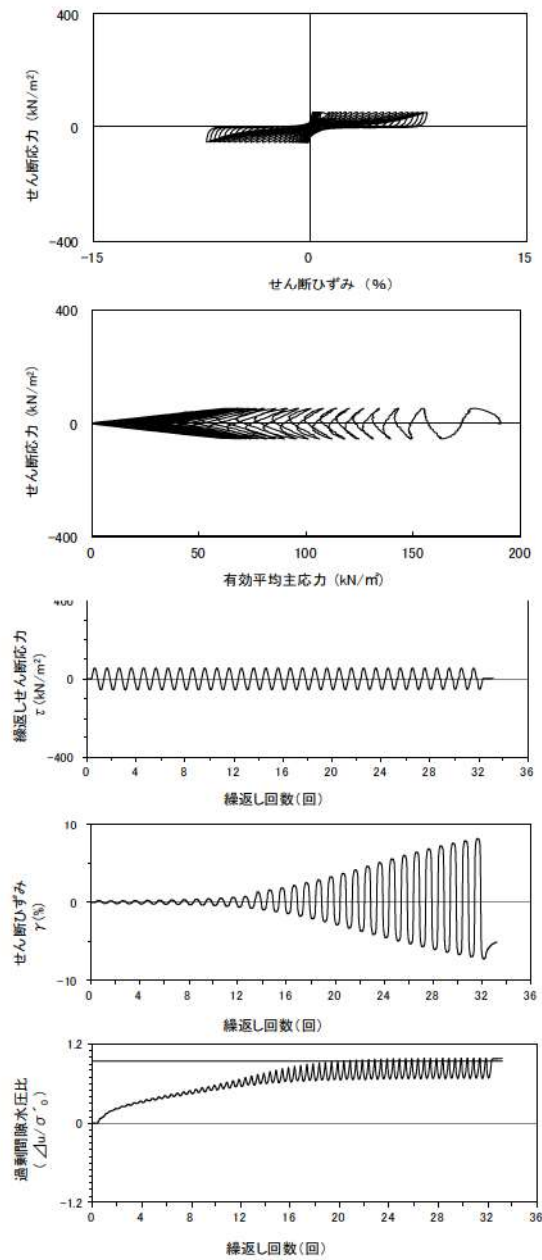 400
0
-400
せん断応力 (kN/m²)
-15
0
15
せん断ひずみ (%)
400
0
-400
せん断応力 (kN/m²)
0
50
100
150
200
有効平均主応力 (kN/㎡)
400
0
-400
繰返しせん断応力
τ (kN/m²)
0 4 8 12 16 20 24 28 32 36
繰返し回数(回)
10
0
-10
せん断ひずみ
γ(%)
0 4 8 12 16 20 24 28 32 36
繰返し回数(回)
1.2
0
-1.2
過剰間隙水圧比
(⊿u/σ´₀)
0 4 8 12 16 20 24 28 32 36
繰返し回数(回)